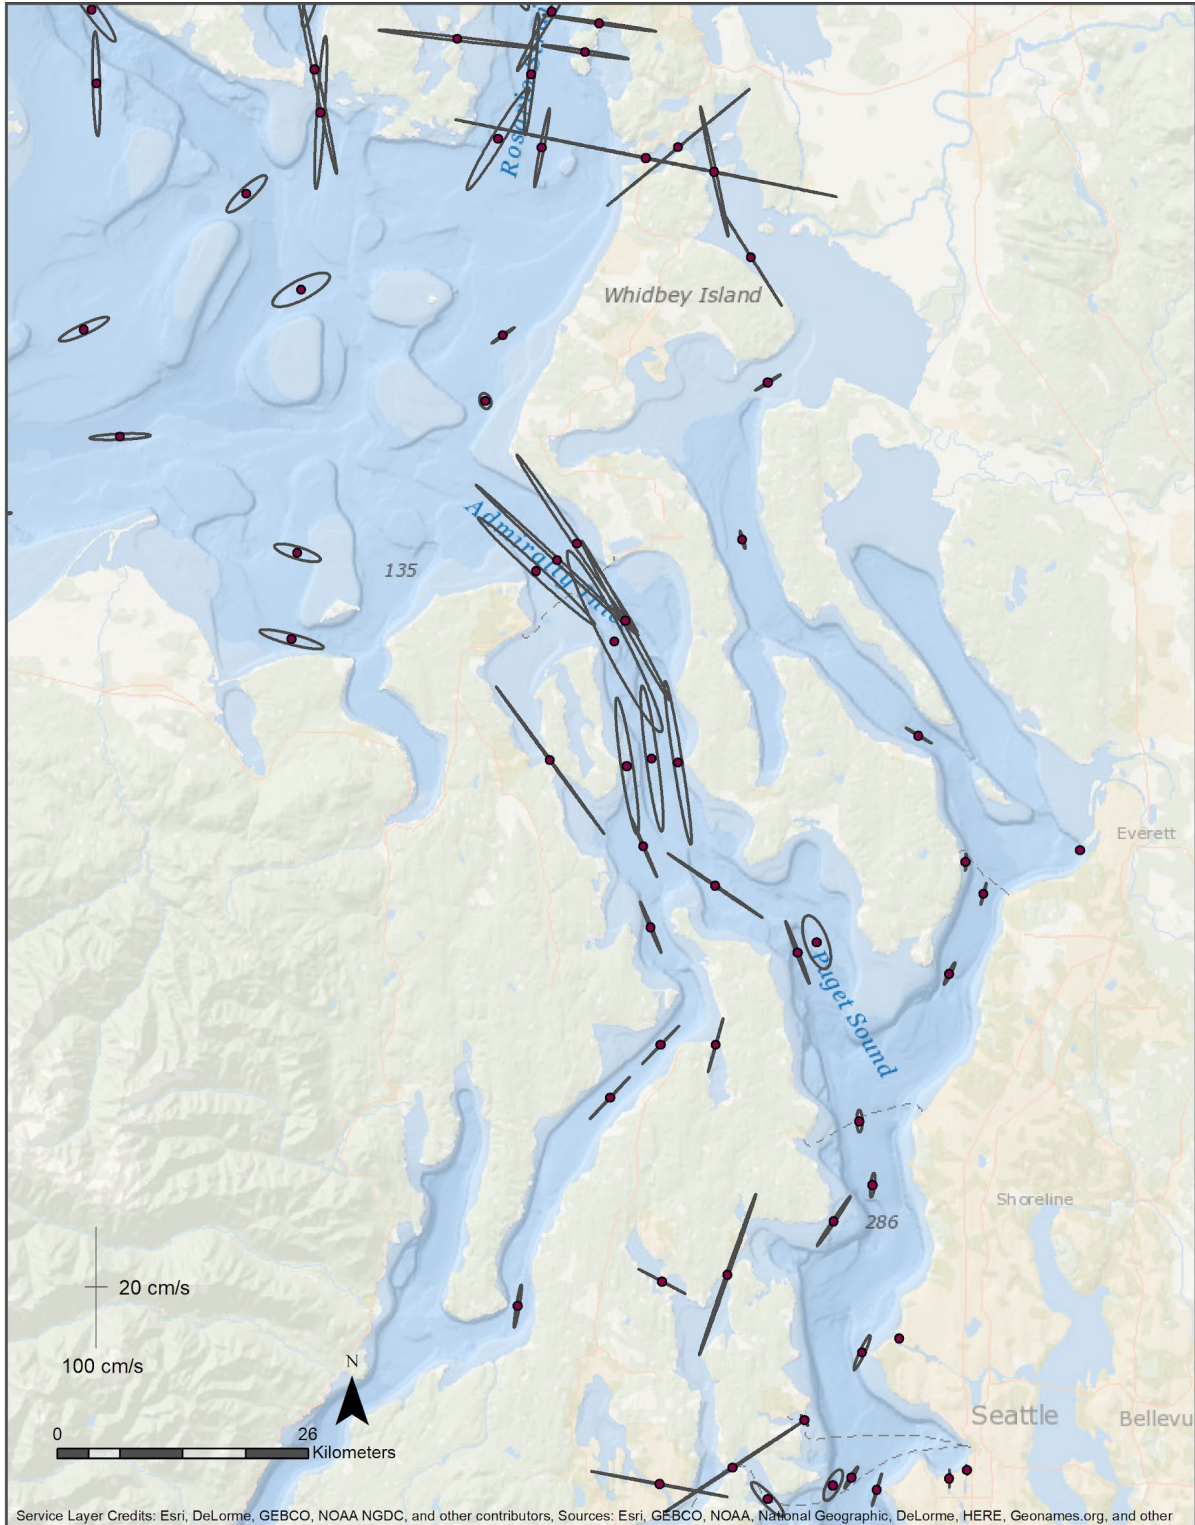 Rosario Strait
Whidbey Island
Admiralty Inlet
135
Everett
Puget Sound
Shoreline
286
20 cm/s
100 cm/s
N
0 26
Kilometers
Seattle
Bellevu
Service Layer Credits: Esri, DeLorme, GEBCO, NOAA NGDC, and other contributors, Sources: Esri, GEBCO, NOAA, National Geographic, DeLorme, HERE, Geonames.org, and other